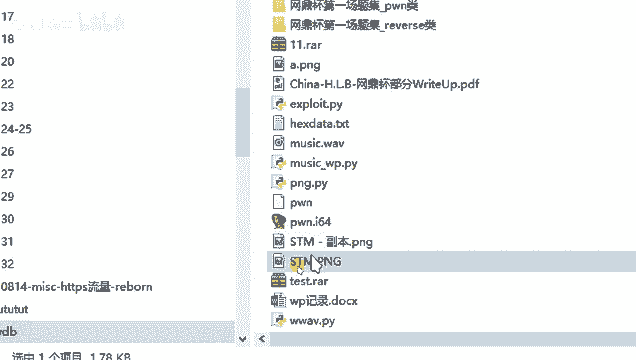 17
18
20
22
23
24-25
26
27
29
30
31
32
0814-misc-https流量-reborn
ututut
db
网鼎杯第一场题集_pwn类
网鼎杯第一场题集_reverse类
11.rar
a.png
China-H.L.B-网鼎杯部分WriteUp.pdf
exploit.py
hexdata.txt
music.wav
music_wp.py
png.py
pwn
pwn.i64
STM - 副本.png
STM.PNG
test.rar
wp记录.docx
wwav.py
选中 1 个项目 1.78 KB